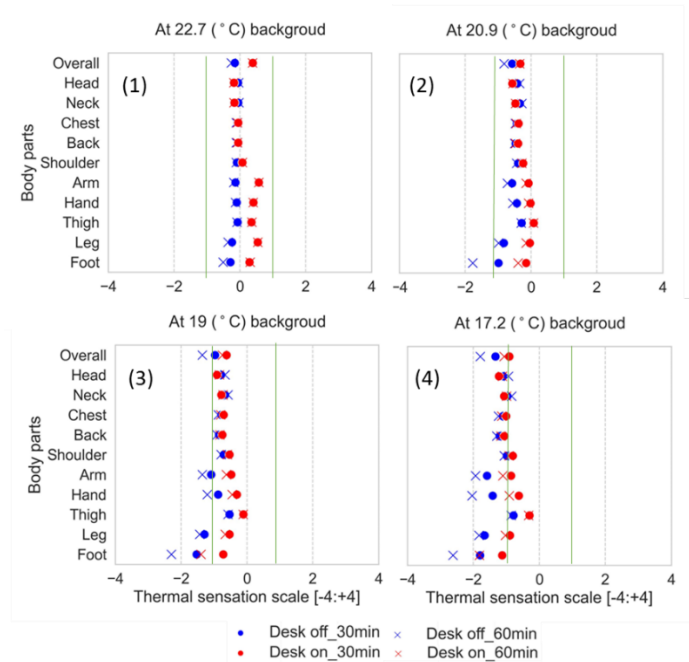 At 22.7 (°C) backgroud
At 20.9 (°C) backgroud
Body parts
Overall
Head
Neck
Chest
Back
Shoulder
Arm
Hand
Thigh
Leg
Foot
(1)
(2)
−4 −2 0 2 4
−4 −2 0 2 4
At 19 (°C) backgroud
At 17.2 (°C) backgroud
Body parts
Overall
Head
Neck
Chest
Back
Shoulder
Arm
Hand
Thigh
Leg
Foot
(3)
(4)
−4 −2 0 2 4
−4 −2 0 2 4
Thermal sensation scale [-4:+4]
Thermal sensation scale [-4:+4]
Desk off_30min × Desk off_60min
Desk on_30min × Desk on_60min